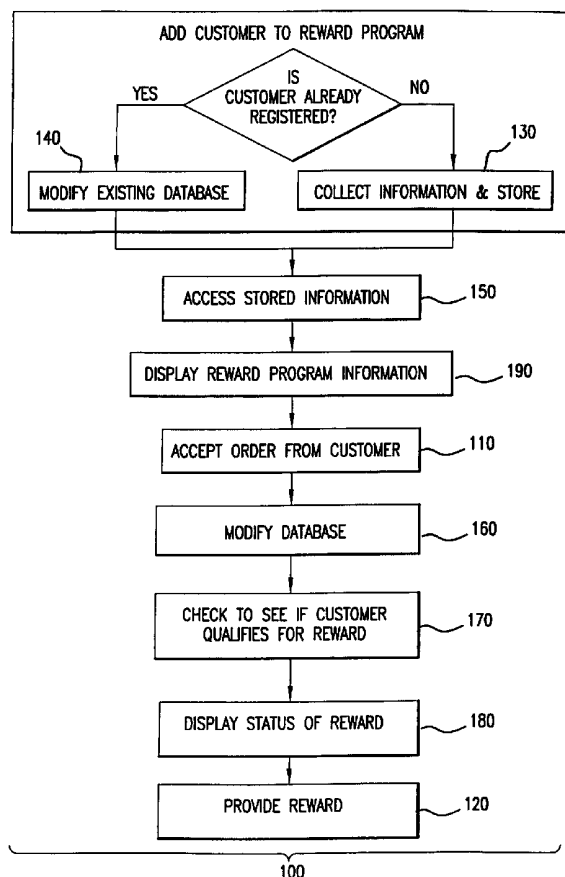 ADD CUSTOMER TO REWARD PROGRAM
IS
CUSTOMER ALREADY
REGISTERED?
YES
NO
140
130
MODIFY EXISTING DATABASE
COLLECT INFORMATION & STORE
ACCESS STORED INFORMATION
150
DISPLAY REWARD PROGRAM INFORMATION
190
ACCEPT ORDER FROM CUSTOMER
110
MODIFY DATABASE
160
CHECK TO SEE IF CUSTOMER
QUALIFIES FOR REWARD
170
DISPLAY STATUS OF REWARD
180
PROVIDE REWARD
120
100